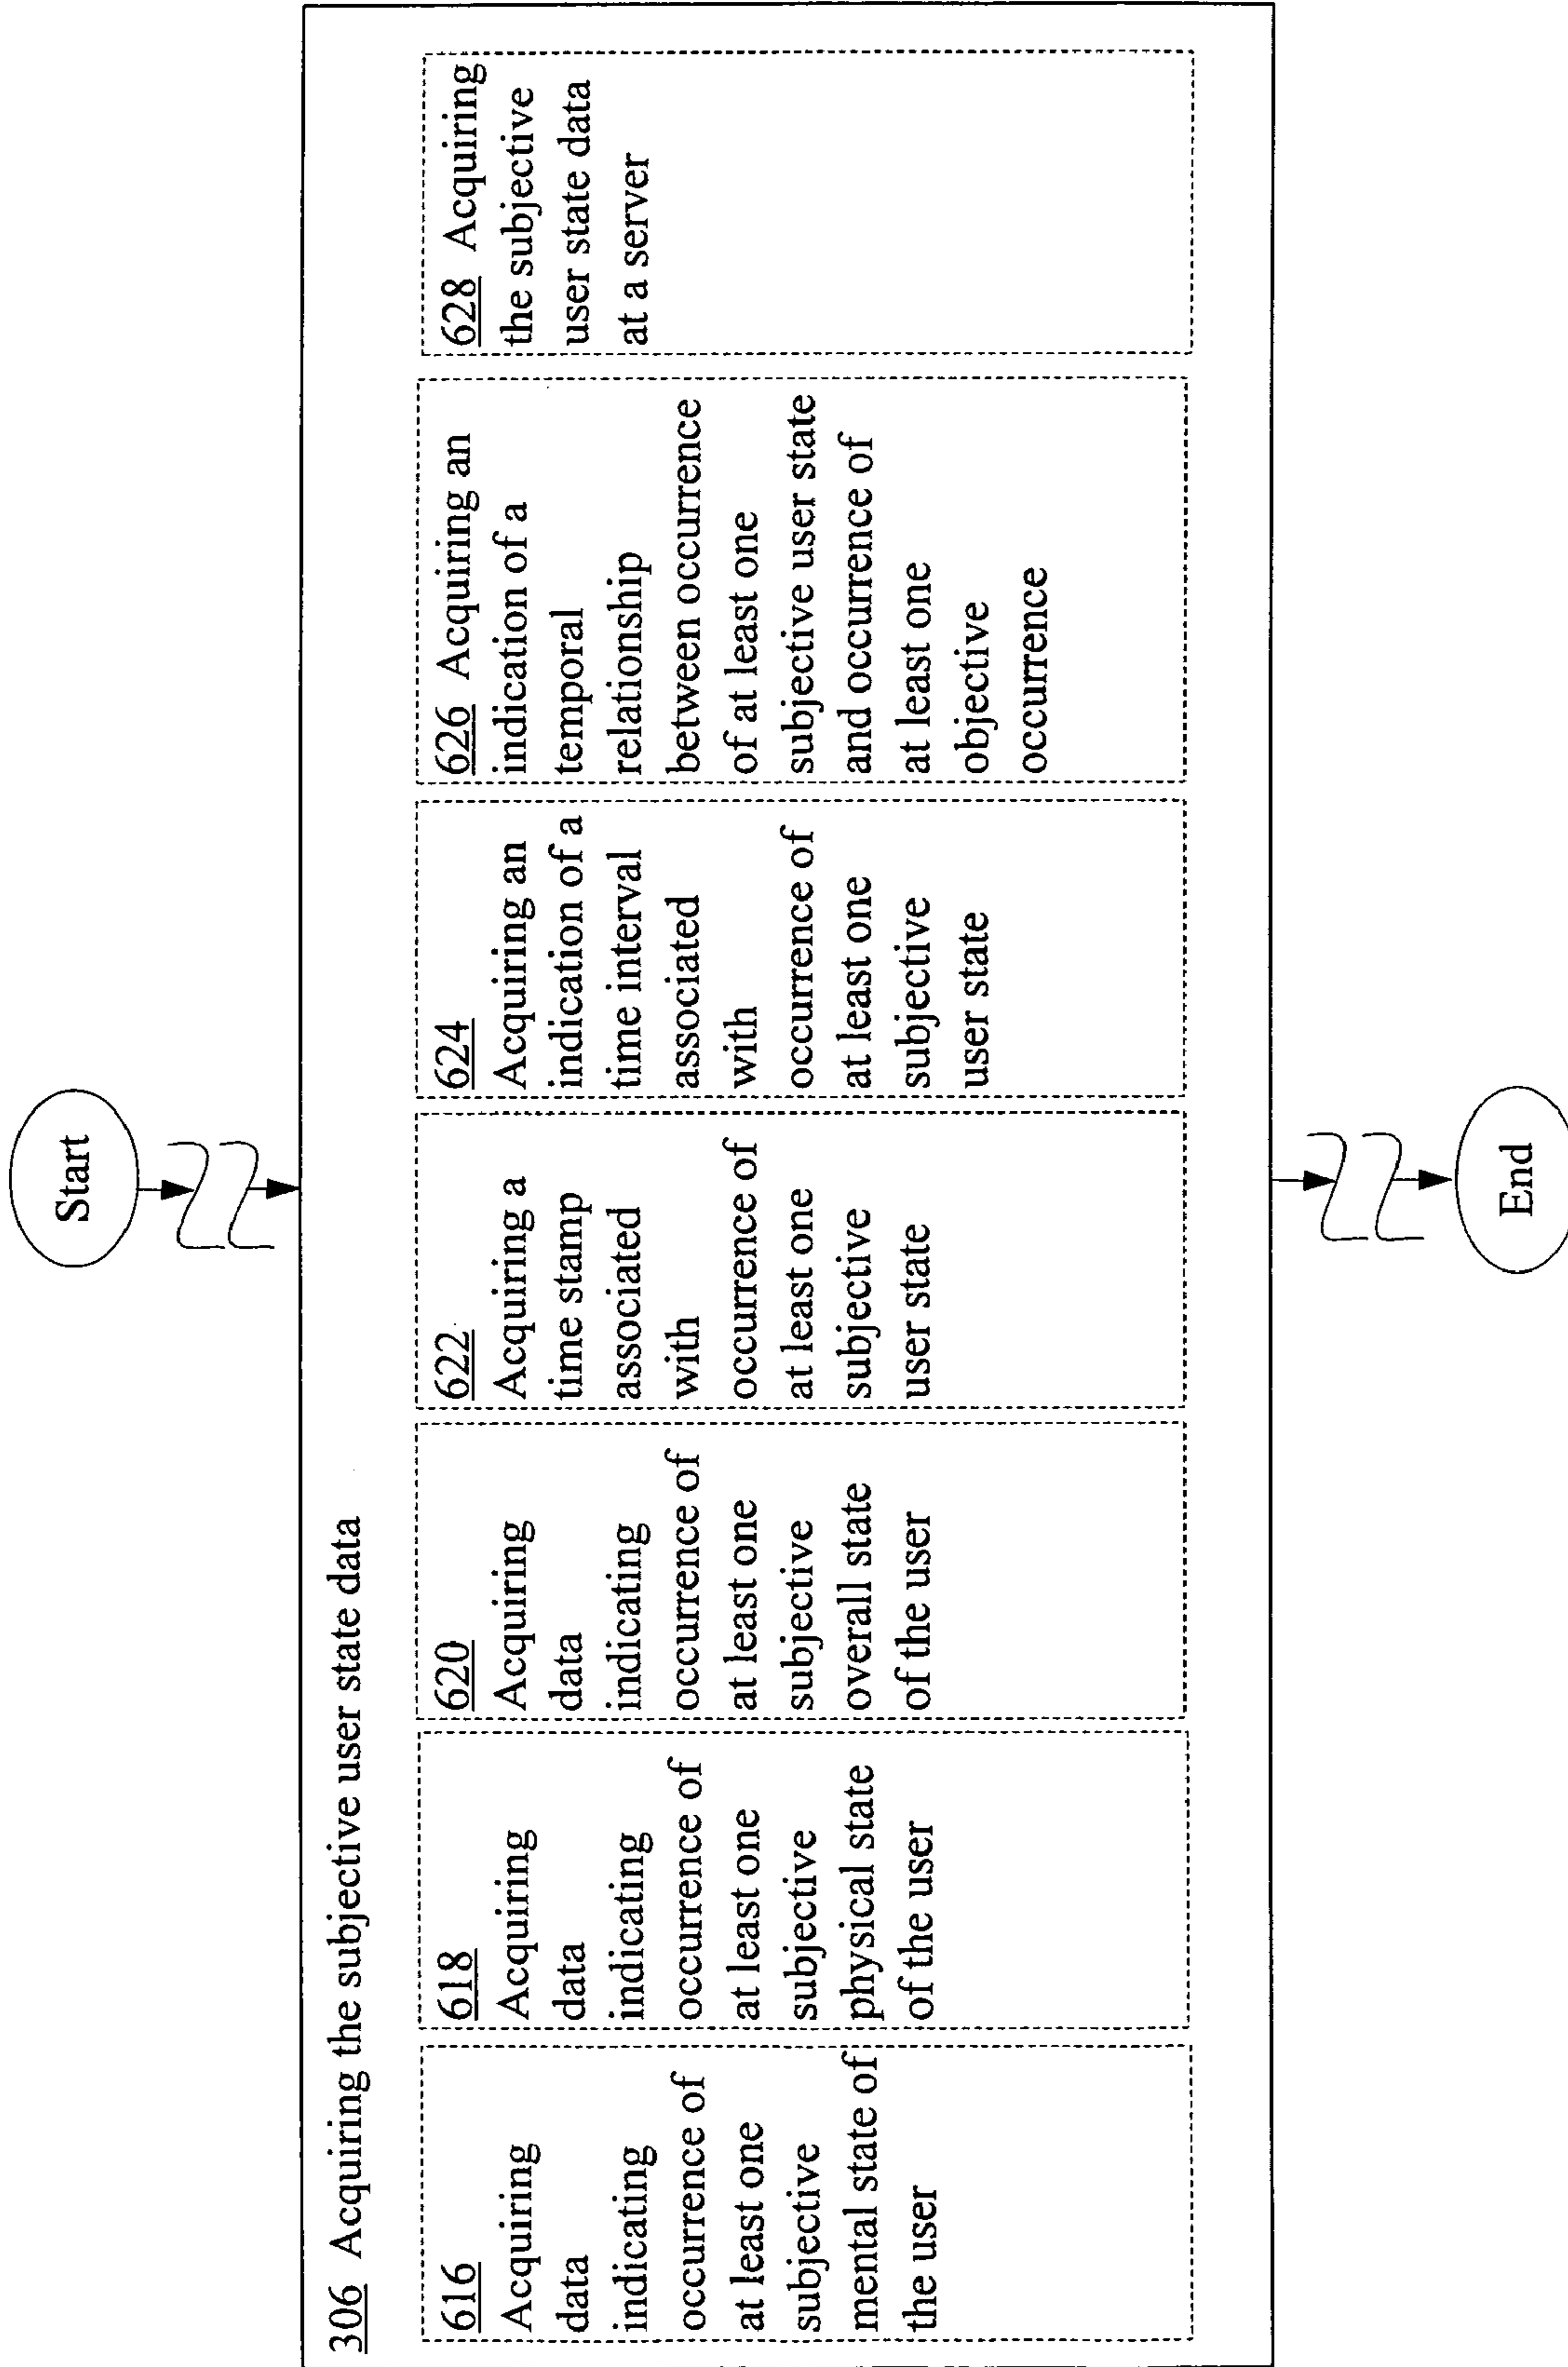 Start
306 Acquiring the subjective user state data
616
Acquiring
data
indicating
occurrence of
at least one
subjective
mental state of
the user
618
Acquiring
data
indicating
occurrence of
at least one
subjective
physical state
of the user
620
Acquiring
data
indicating
occurrence of
at least one
subjective
overall state
of the user
622
Acquiring a
time stamp
associated
with
occurrence of
at least one
subjective
user state
624
Acquiring an
indication of a
time interval
associated
with
occurrence of
at least one
subjective
user state
626 Acquiring an
indication of a
temporal
relationship
between occurrence
of at least one
subjective user state
and occurrence of
at least one
objective
occurrence
628 Acquiring
the subjective
user state data
at a server
End